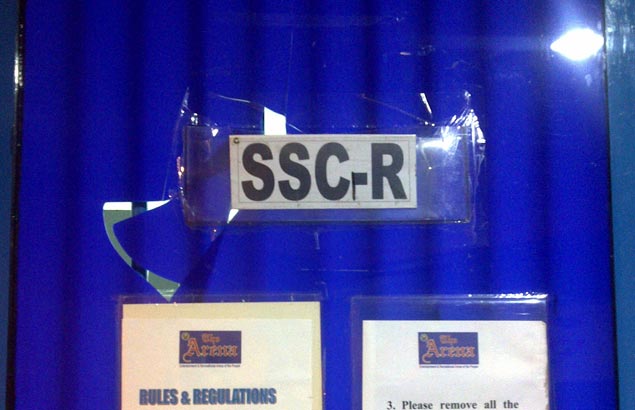 SSC-R
The
Arena
RULES & REGULATIONS
The
Arena
3. Please remove all the